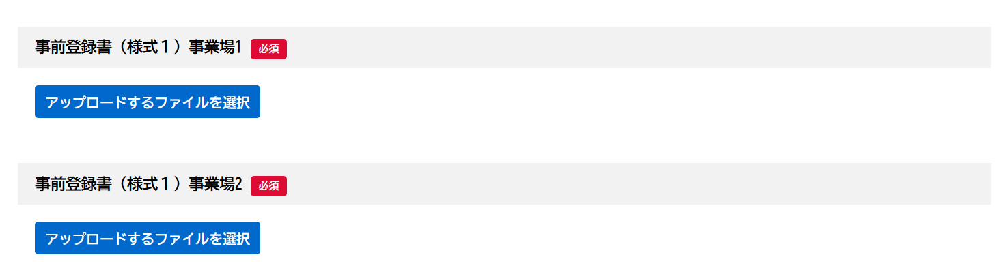 事前登録書（様式１）事業場1 必須
アップロードするファイルを選択
事前登録書（様式１）事業場2 必須
アップロードするファイルを選択